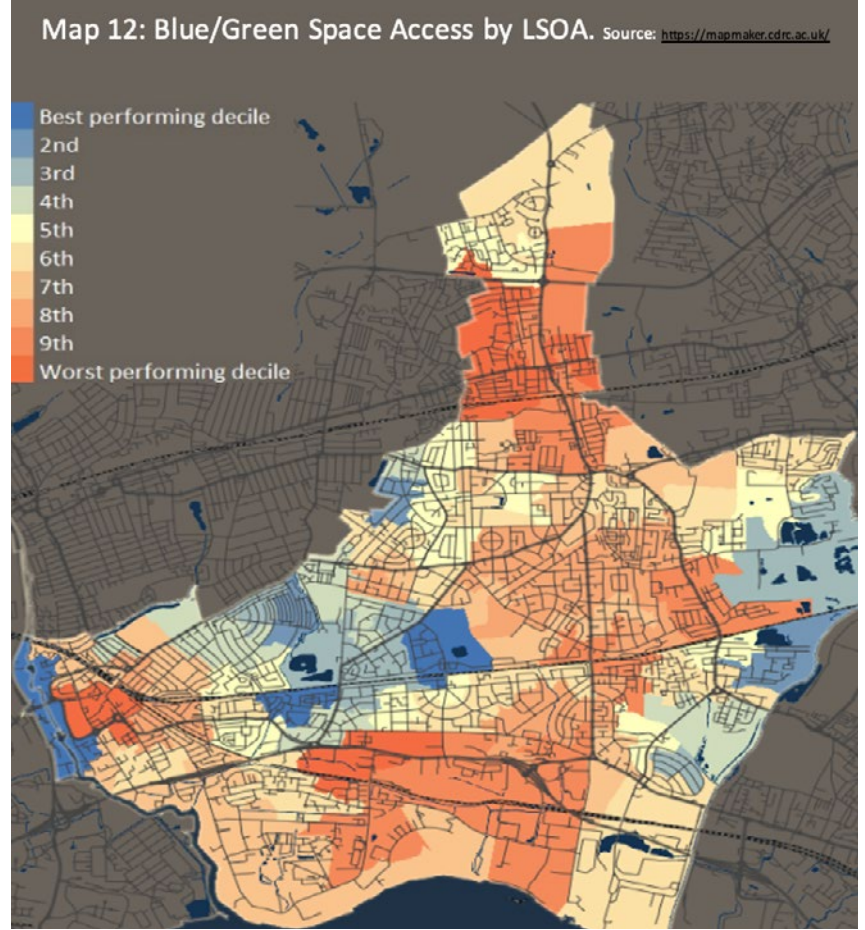 Map 12: Blue/Green Space Access by LSOA. Source: https://mapmaker.cdrc.ac.uk/
Best performing decile
2nd
3rd
4th
5th
6th
7th
8th
9th
Worst performing decile